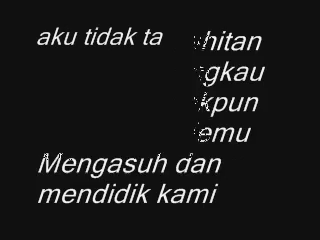 aku tidak ta
hitan
gkau
kpun
emu
Mengasuh dan
mendidik kami